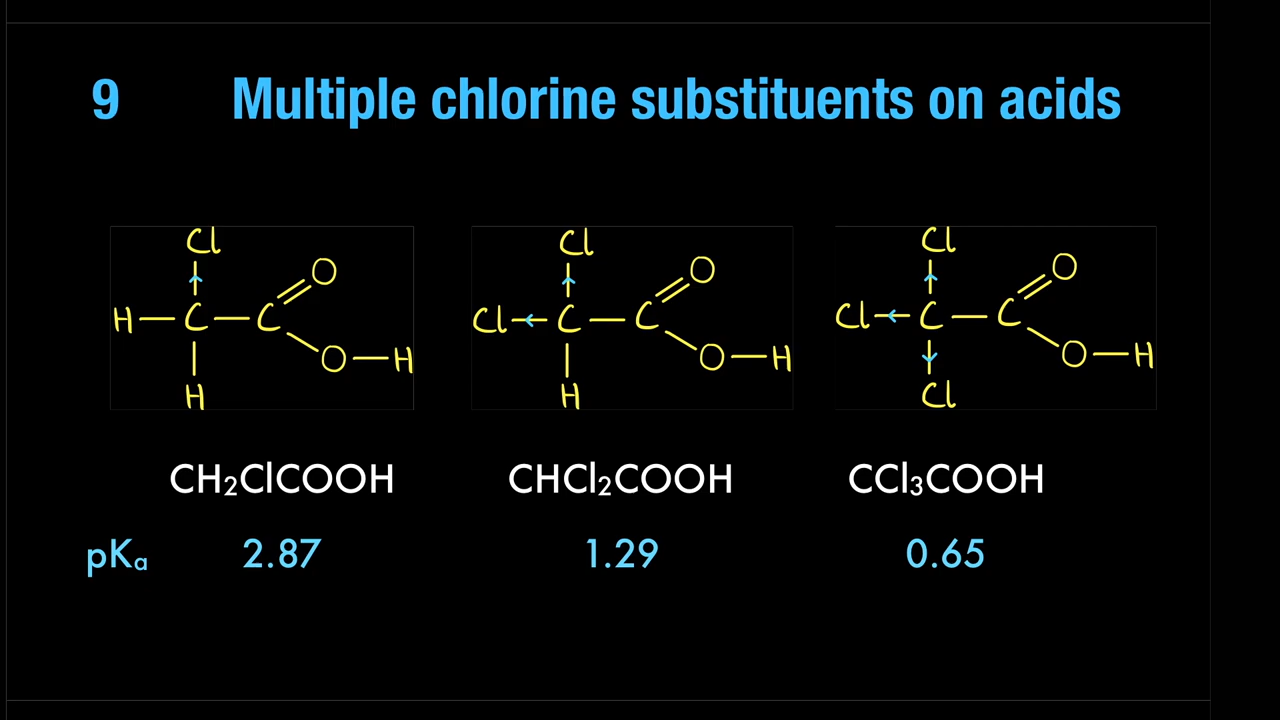 9 Multiple chlorine substituents on acids
Cl Cl Cl
O O O
H C C Cl C C Cl C C
O H O H O H
H H Cl
CH₂ClCOOH CHCl₂COOH CCl₃COOH
pKₐ 2.87 1.29 0.65